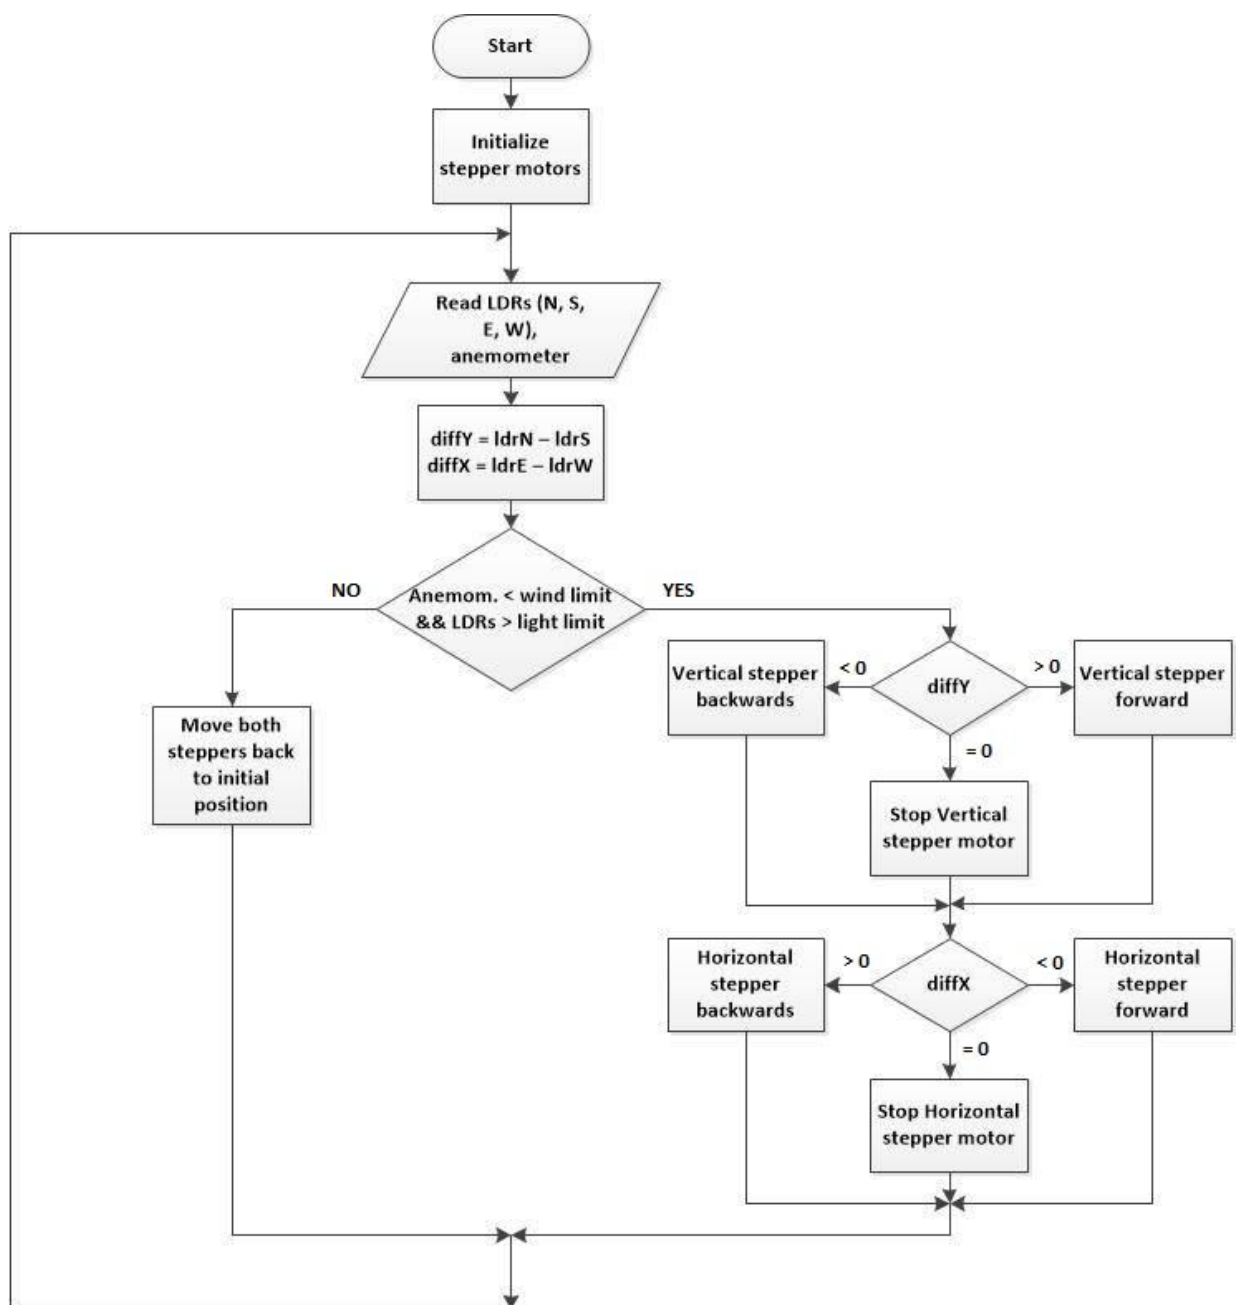 Start
Initialize
stepper motors
Read LDRs (N, S,
E, W),
anemometer
diffY = ldrN – ldrS
diffX = ldrE – ldrW
NO
Anemom. < wind limit
&& LDRs > light limit
YES
Move both
steppers back
to initial
position
Vertical stepper
backwards
< 0
diffY
> 0
Vertical stepper
forward
= 0
Stop Vertical
stepper motor
Horizontal
stepper
backwards
> 0
diffX
< 0
Horizontal
stepper
forward
= 0
Stop Horizontal
stepper motor